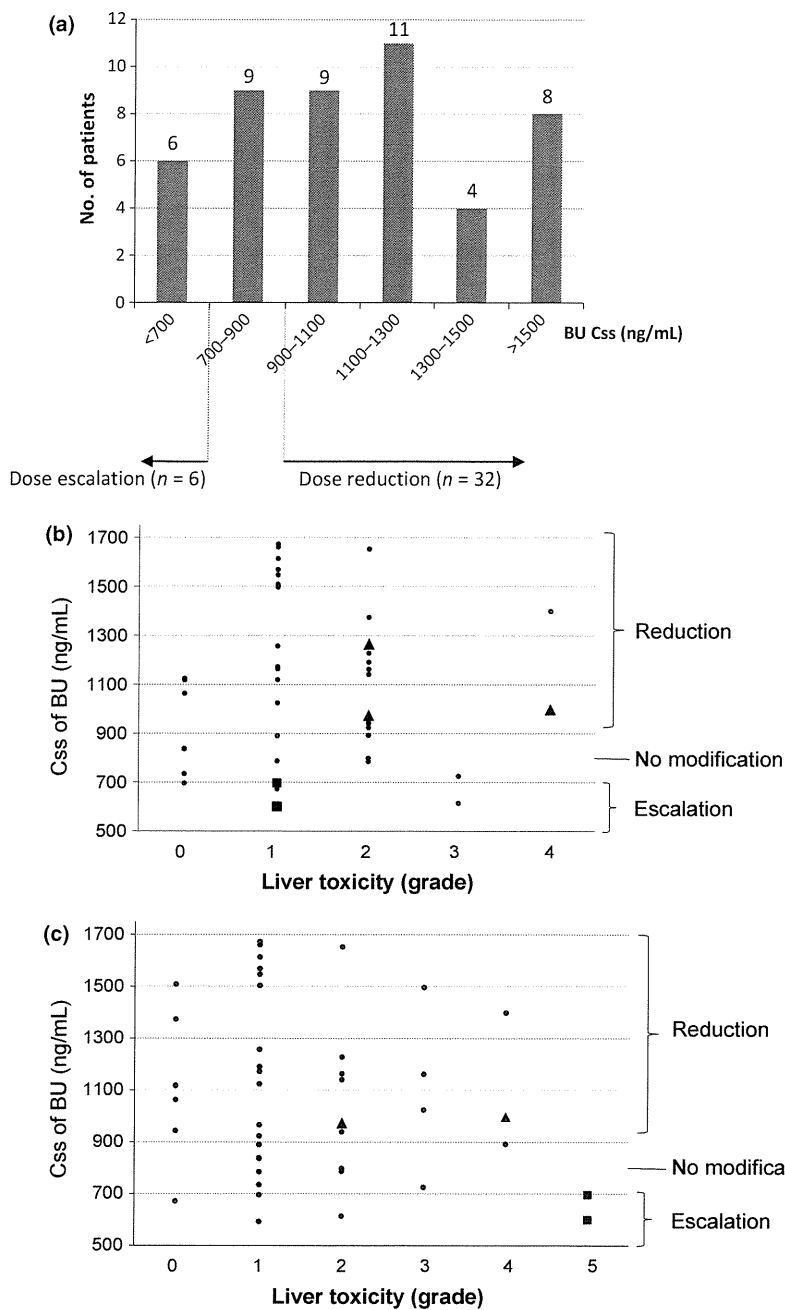 (a)
12
10
8
6
4
2
0
No. of patients
6
9
9
11
4
8
<700
700–900
900–1100
1100–1300
1300–1500
>1500
BU Css (ng/mL)
Dose escalation (n = 6)
Dose reduction (n = 32)
(b)
1700
1500
1300
1100
900
700
500
Css of BU (ng/mL)
Reduction
No modification
Escalation
0 1 2 3 4
Liver toxicity (grade)
(c)
1700
1500
1300
1100
900
700
500
Css of BU (ng/mL)
Reduction
No modifica
Escalation
0 1 2 3 4 5
Liver toxicity (grade)